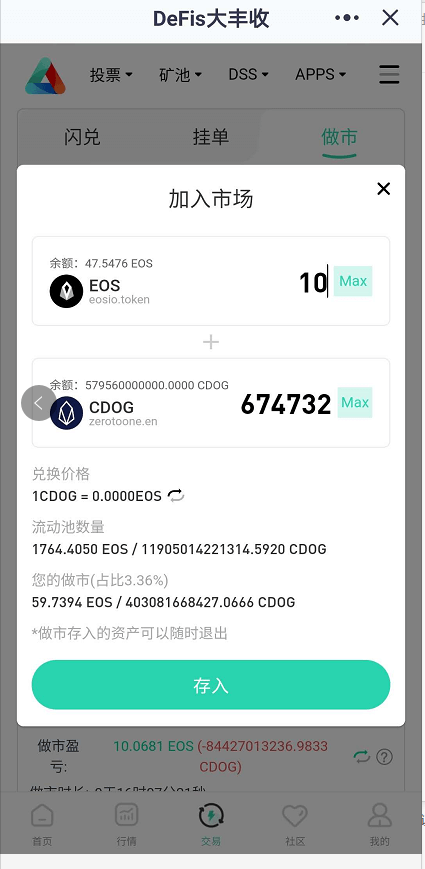 DeFis大丰收
投票
矿池
DSS
APPS
闪兑
挂单
做市
加入市场
余额：47.5476 EOS
EOS
eosio.token
10
Max
余额：579560000000.0000 CDOG
CDOG
zerotoone.en
674732
Max
兑换价格
1CDOG = 0.0000EOS
流动池数量
1764.4050 EOS / 11905014221314.5920 CDOG
您的做市(占比3.36%)
59.7394 EOS / 403081668427.0666 CDOG
*做市存入的资产可以随时退出
存入
做市盈亏:
10.0681 EOS (-84427013236.9833 CDOG)
首页
行情
交易
社区
我的